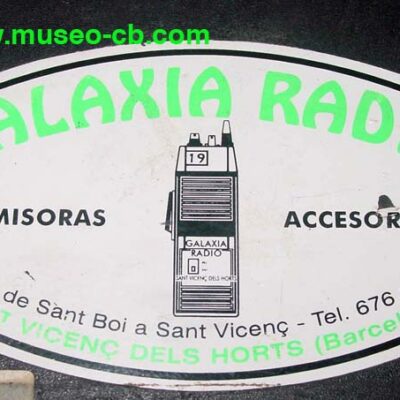 w.museo-cb.com
ALAXIA RADI
MISORAS
ACCESOR
19
GALAXIA
RADIO
SANT VICENÇ DELS HORTS
de Sant Boi a Sant Vicenç - Tel. 676
T VICENÇ DELS HORTS (Barcel